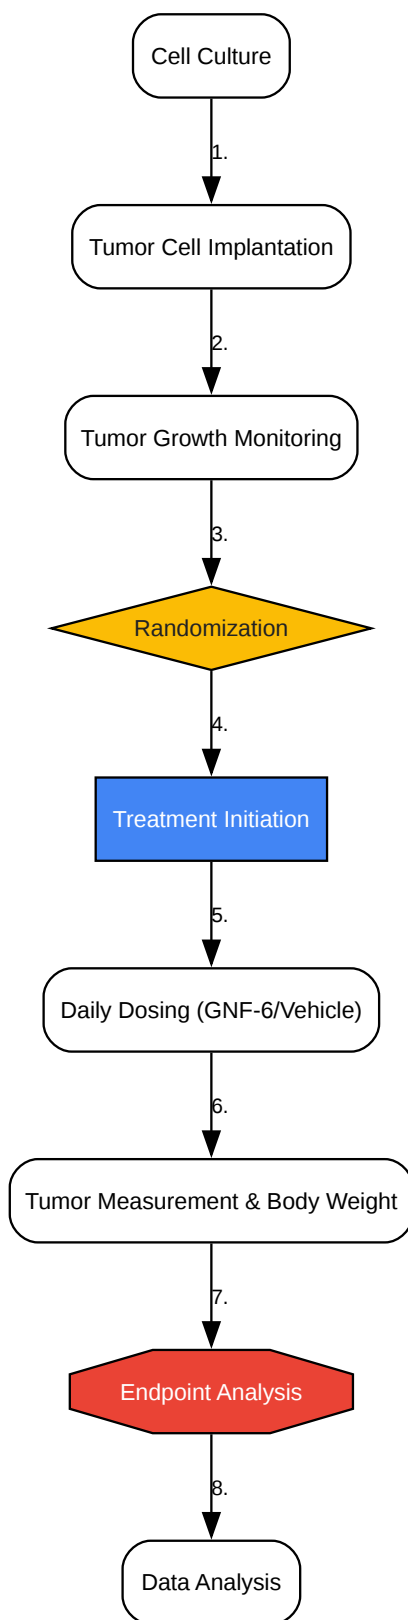 Cell Culture
1.
Tumor Cell Implantation
2.
Tumor Growth Monitoring
3.
Randomization
4.
Treatment Initiation
5.
Daily Dosing (GNF-6/Vehicle)
6.
Tumor Measurement & Body Weight
7.
Endpoint Analysis
8.
Data Analysis